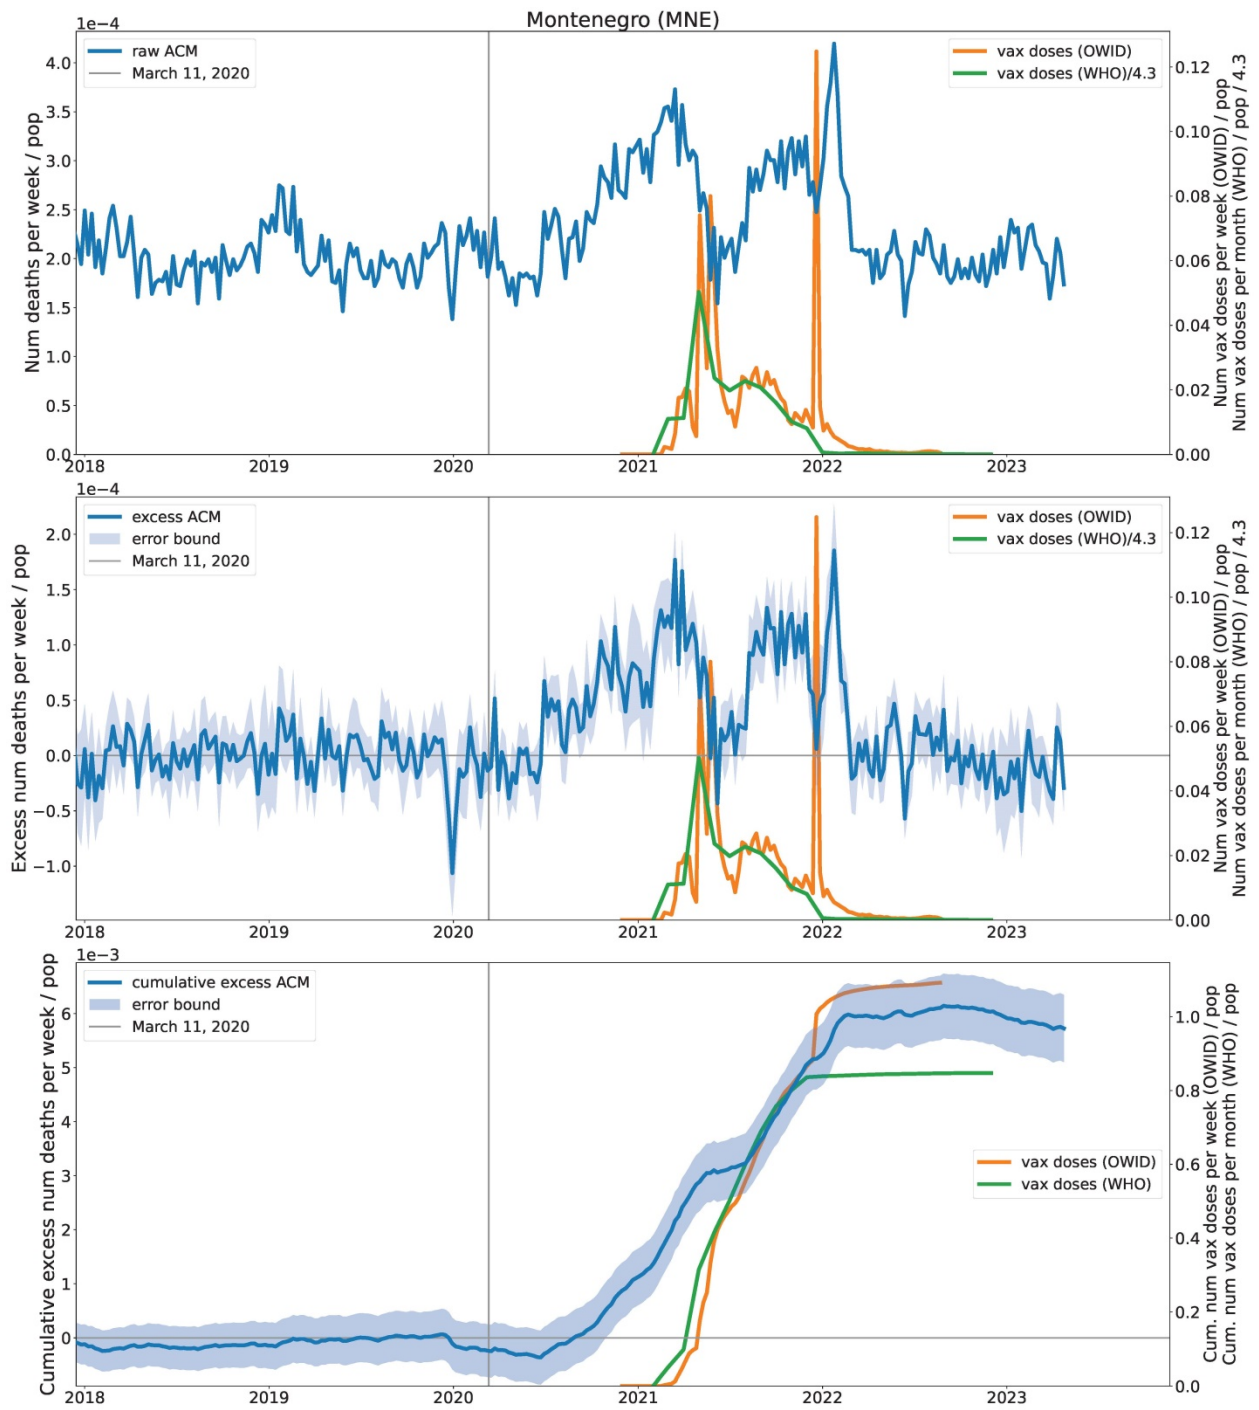 Montenegro (MNE)
1e−4
raw ACM
March 11, 2020
vax doses (OWID)
vax doses (WHO)/4.3
Num deaths per week / pop
4.0
3.5
3.0
2.5
2.0
1.5
1.0
0.5
0.0
0.12
0.10
0.08
0.06
0.04
0.02
0.00
Num vax doses per week (OWID) / pop
Num vax doses per month (WHO) / pop / 4.3
2018 2019 2020 2021 2022 2023
1e−4
excess ACM
error bound
March 11, 2020
vax doses (OWID)
vax doses (WHO)/4.3
Excess num deaths per week / pop
2.0
1.5
1.0
0.5
0.0
−0.5
−1.0
0.12
0.10
0.08
0.06
0.04
0.02
0.00
Num vax doses per week (OWID) / pop
Num vax doses per month (WHO) / pop / 4.3
2018 2019 2020 2021 2022 2023
1e−3
cumulative excess ACM
error bound
March 11, 2020
vax doses (OWID)
vax doses (WHO)
Cumulative excess num deaths per week / pop
6
5
4
3
2
1
0
1.0
0.8
0.6
0.4
0.2
0.0
Cum. num vax doses per week (OWID) / pop
Cum. num vax doses per month (WHO) / pop
2018 2019 2020 2021 2022 2023